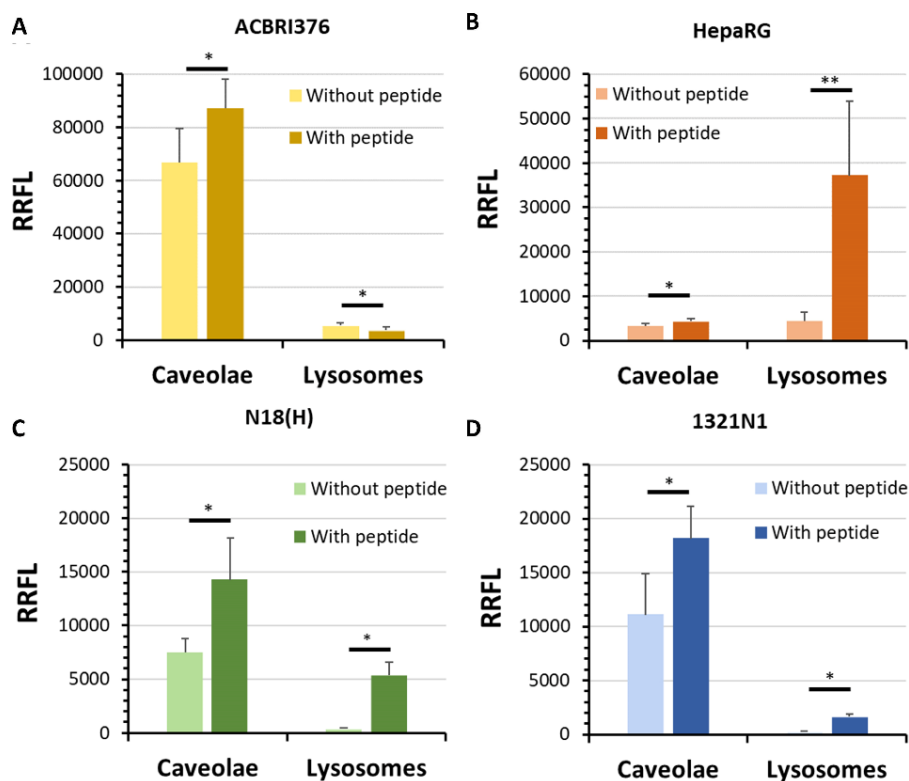 A
ACBRI376
100000
80000
60000
40000
20000
0
RRFL
*
*
Without peptide
With peptide
Caveolae
Lysosomes
B
HepaRG
60000
50000
40000
30000
20000
10000
0
RRFL
*
**
Without peptide
With peptide
Caveolae
Lysosomes
C
N18(H)
25000
20000
15000
10000
5000
0
RRFL
*
*
Without peptide
With peptide
Caveolae
Lysosomes
D
1321N1
25000
20000
15000
10000
5000
0
RRFL
*
*
Without peptide
With peptide
Caveolae
Lysosomes